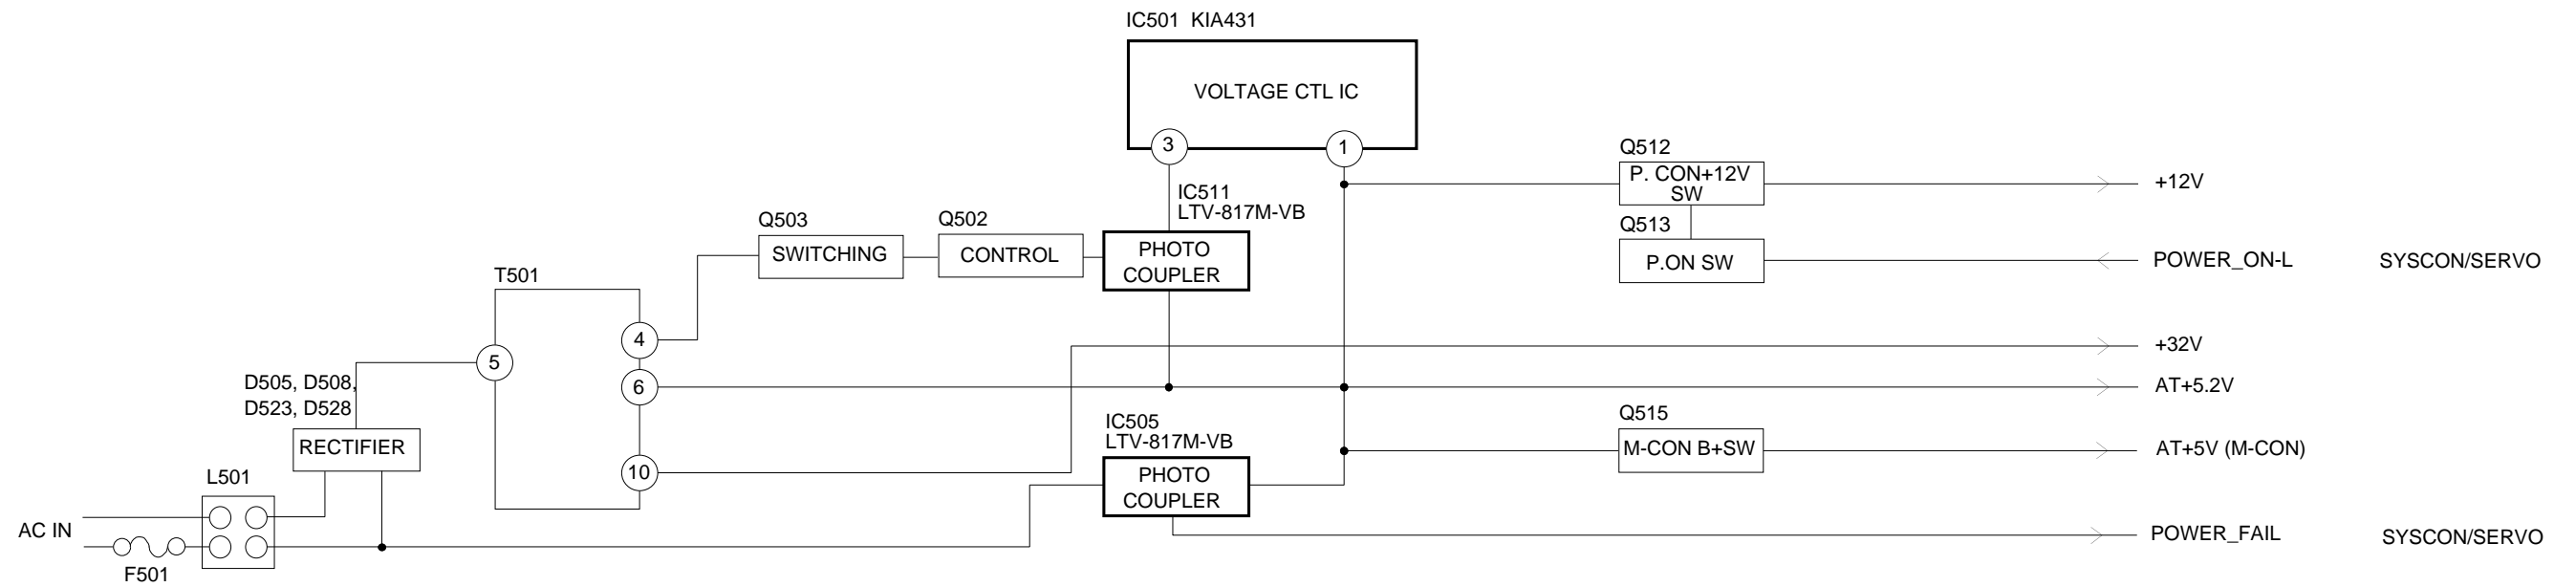 IC501 KIA431
VOLTAGE CTL IC
3
1
Q512
P. CON+12V
SW
+12V
IC511
LTV-817M-VB
Q503
SWITCHING
Q502
CONTROL
PHOTO
COUPLER
Q513
P.ON SW
POWER_ON-L
SYSCON/SERVO
T501
4
5
6
10
+32V
AT+5.2V
D505, D508,
D523, D528
RECTIFIER
IC505
LTV-817M-VB
PHOTO
COUPLER
Q515
M-CON B+SW
AT+5V (M-CON)
L501
AC IN
F501
POWER_FAIL
SYSCON/SERVO